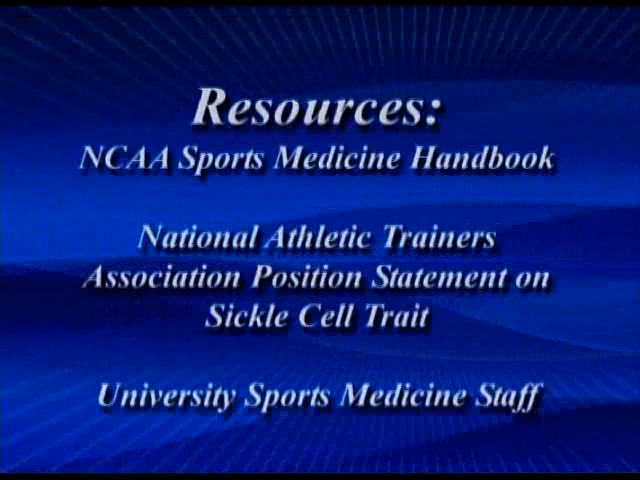 Resources:
NCAA Sports Medicine Handbook
National Athletic Trainers
Association Position Statement on
Sickle Cell Trait
University Sports Medicine Staff